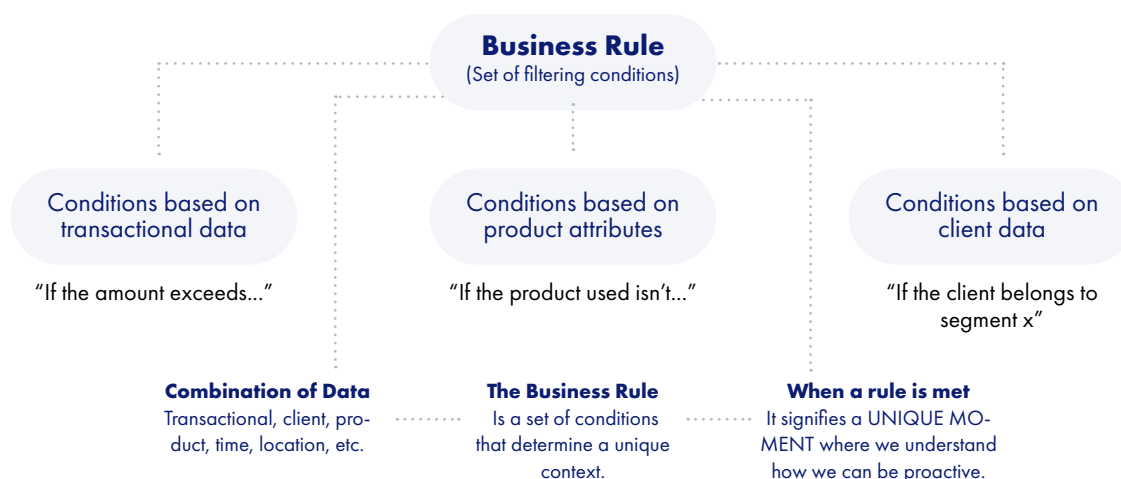 Business Rule
(Set of filtering conditions)
Conditions based on
transactional data
“If the amount exceeds...”
Conditions based on
product attributes
“If the product used isn’t...”
Conditions based on
client data
“If the client belongs to
segment x”
Combination of Data
Transactional, client, pro-
duct, time, location, etc.
The Business Rule
Is a set of conditions
that determine a unique
context.
When a rule is met
It signifies a UNIQUE MO-
MENT where we understand
how we can be proactive.